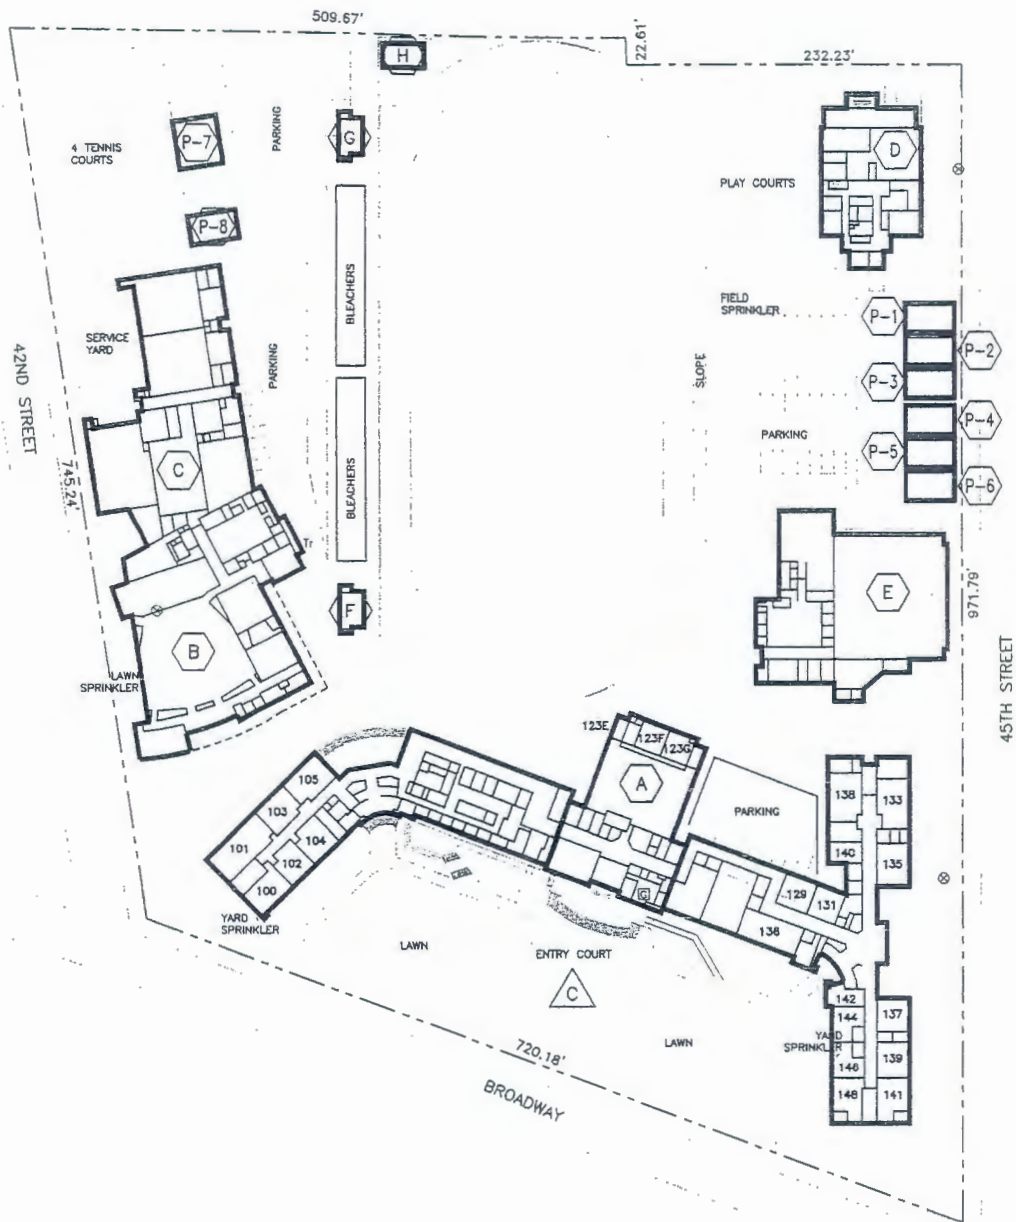 509.67'
22.61'
232.23'
H
G
P-7
PARKING
4 TENNIS
COURTS
D
PLAY COURTS
P-8
BLEACHERS
FIELD
SPRINKLER
P-1
P-2
P-3
P-4
P-5
P-6
SERVICE
YARD
PARKING
SLOPE
42ND STREET
745.24'
PARKING
C
BLEACHERS
Tr
F
E
971.79'
45TH STREET
B
LAWN
SPRINKLER
123E
123F
123G
A
PARKING
105
103
101
104
102
100
138
133
140
135
129
131
136
G
YARD
SPRINKLER
LAWN
ENTRY COURT
C
LAWN
142
144
137
YARD
SPRINKLER
146
139
148
141
720.18'
BROADWAY